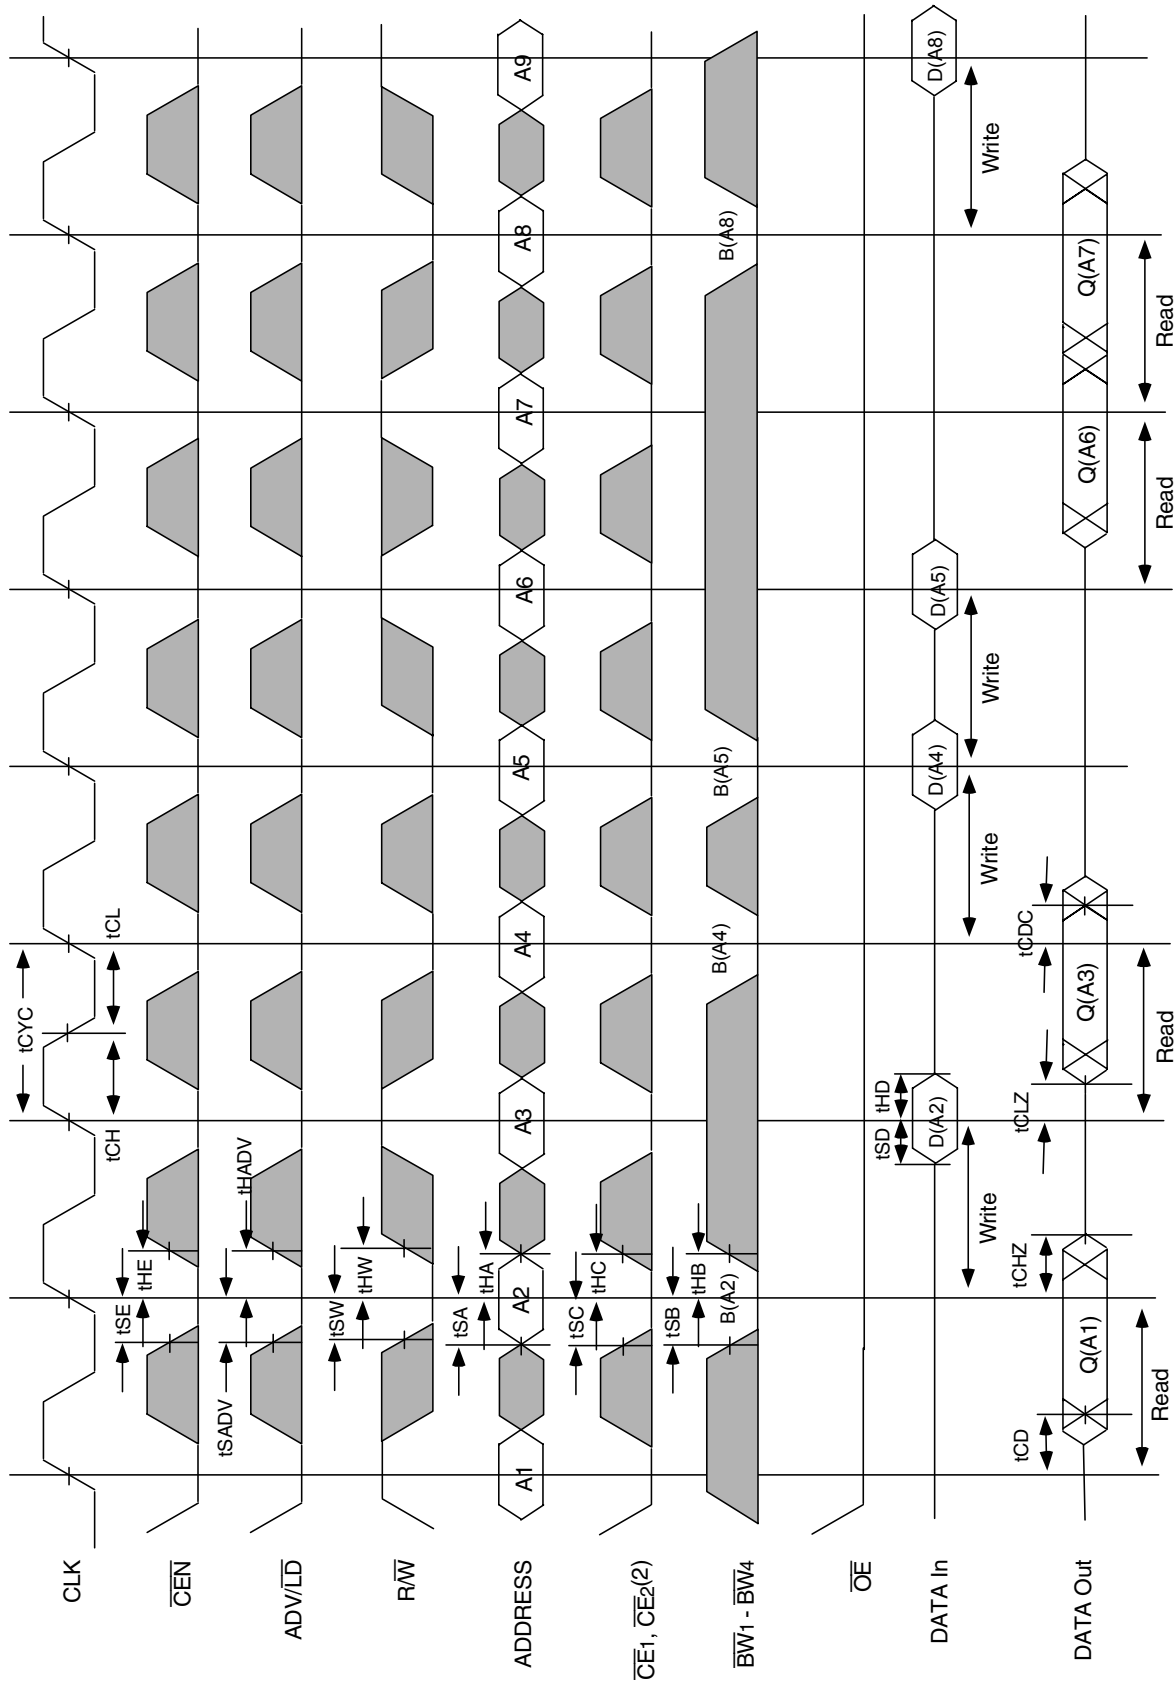 CLK
tCH
tCYC
tCL
CEN
tSE
tHE
ADV/LD
tSADV
tHADV
R/W
tSW
tHW
ADDRESS
tSA
tHA
A1
A2
A3
A4
A5
A6
A7
A8
A9
CE1, CE2(2)
tSC
tHC
BW1 - BW4
tSB
tHB
B(A2)
B(A4)
B(A5)
B(A8)
OE
DATA In
tSD
tHD
D(A2)
D(A4)
D(A5)
D(A8)
Write
Write
Write
Write
DATA Out
tCD
tCHZ
tCLZ
tCDC
Q(A1)
Q(A3)
Q(A6)
Q(A7)
Read
Read
Read
Read